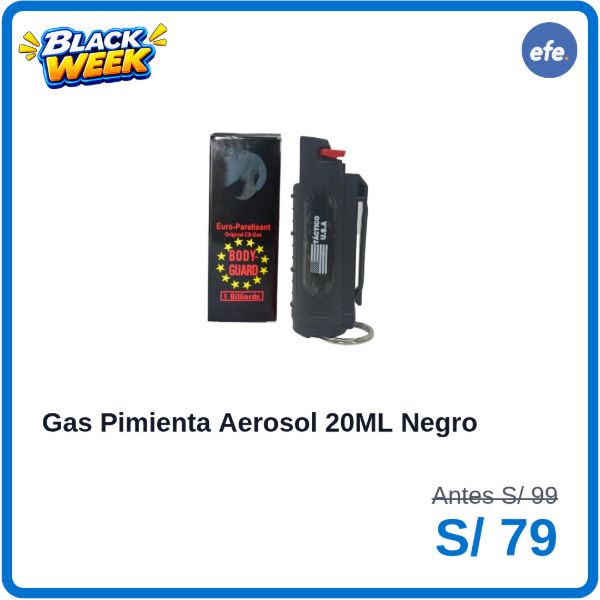 BLACK
WEEK
efe.
Euro-Paralisant
Original CS-Gas
BODY-
GUARD
1 Billiarde
TÁCTICO
U.S.A
Gas Pimienta Aerosol 20ML Negro
Antes S/ 99
S/ 79